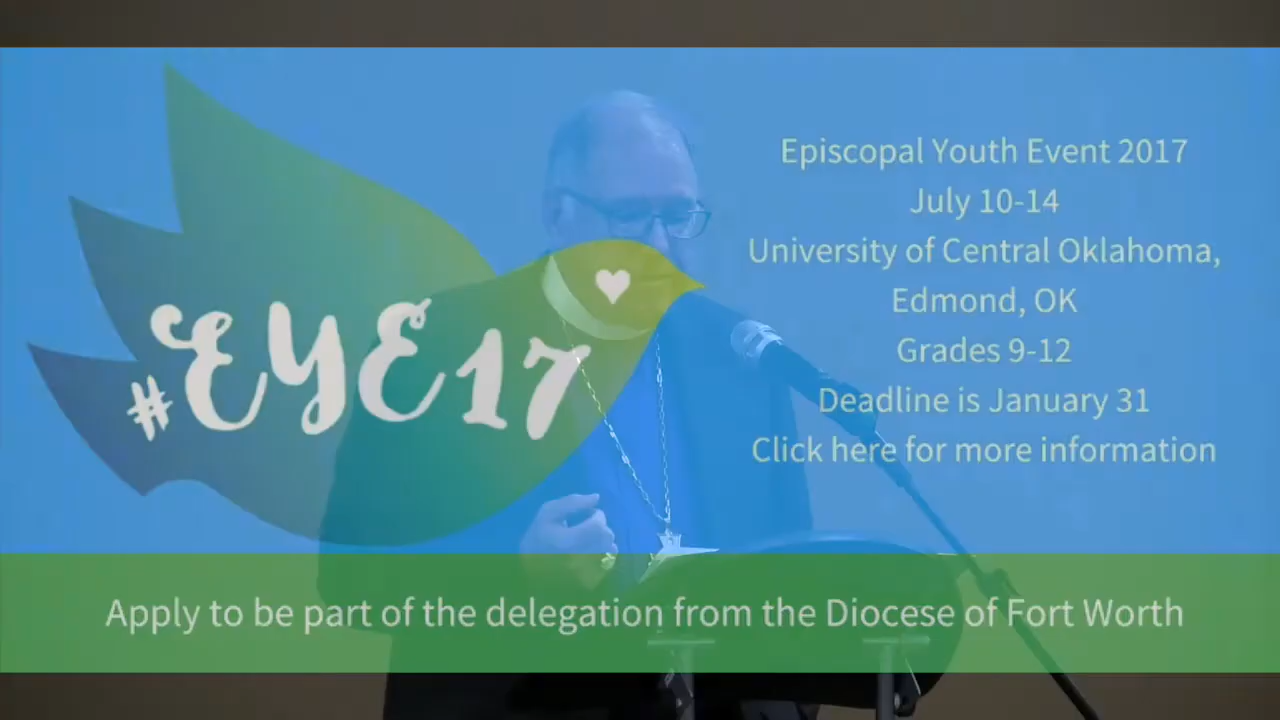 #EYE17
Episcopal Youth Event 2017
July 10-14
University of Central Oklahoma,
Edmond, OK
Grades 9-12
Deadline is January 31
Click here for more information
Apply to be part of the delegation from the Diocese of Fort Worth